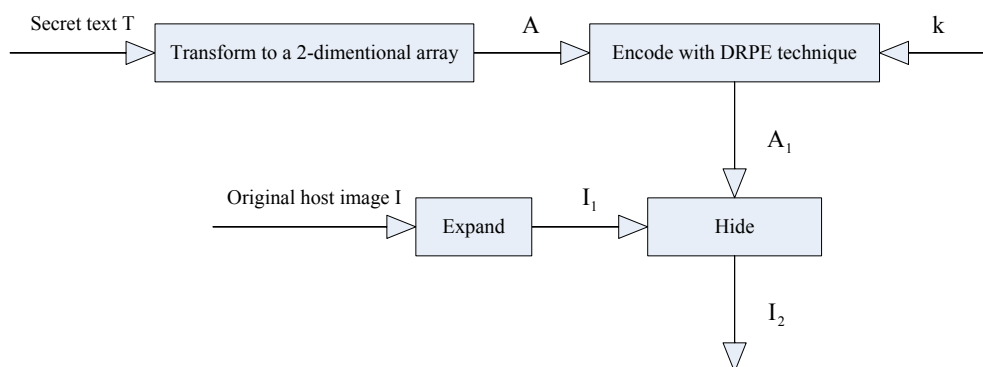 Secret text T
Transform to a 2-dimentional array
A
Encode with DRPE technique
k
A₁
Original host image I
Expand
I₁
Hide
I₂